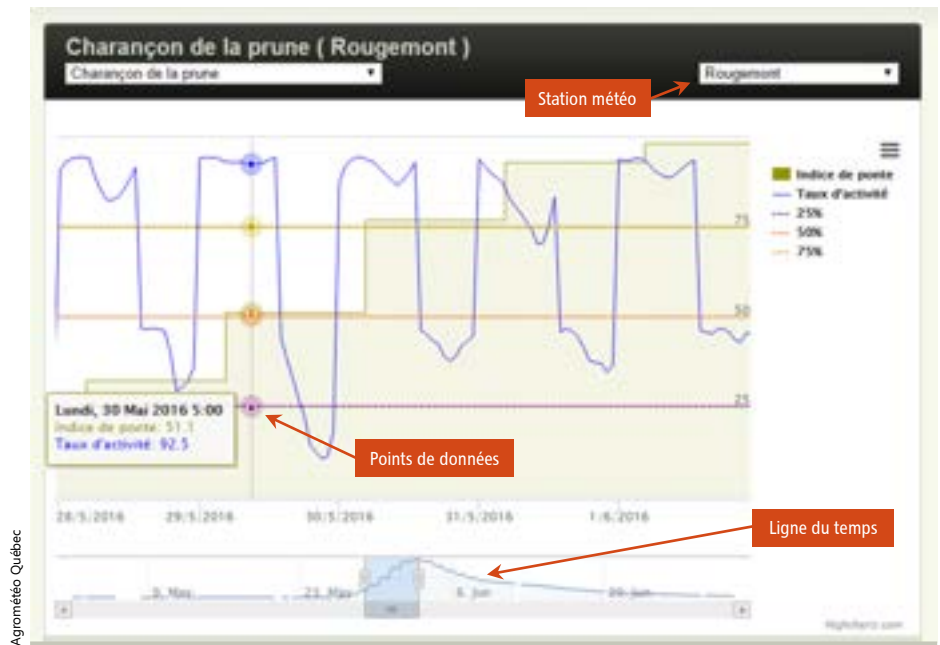 Charançon de la prune ( Rougemont )
Charançon de la prune
Rougemont
Station météo
Indice de ponte
Taux d'activité
25%
50%
75%
75
50
25
Lundi, 30 Mai 2016 5:00
Indice de ponte: 51.1
Taux d'activité: 92.5
Points de données
28/5/2016 29/5/2016 30/5/2016 31/5/2016 1/6/2016
Ligne du temps
9. May 23. May 6. Jun 20. Jun
Highcharts.com
Agrométéo Québec